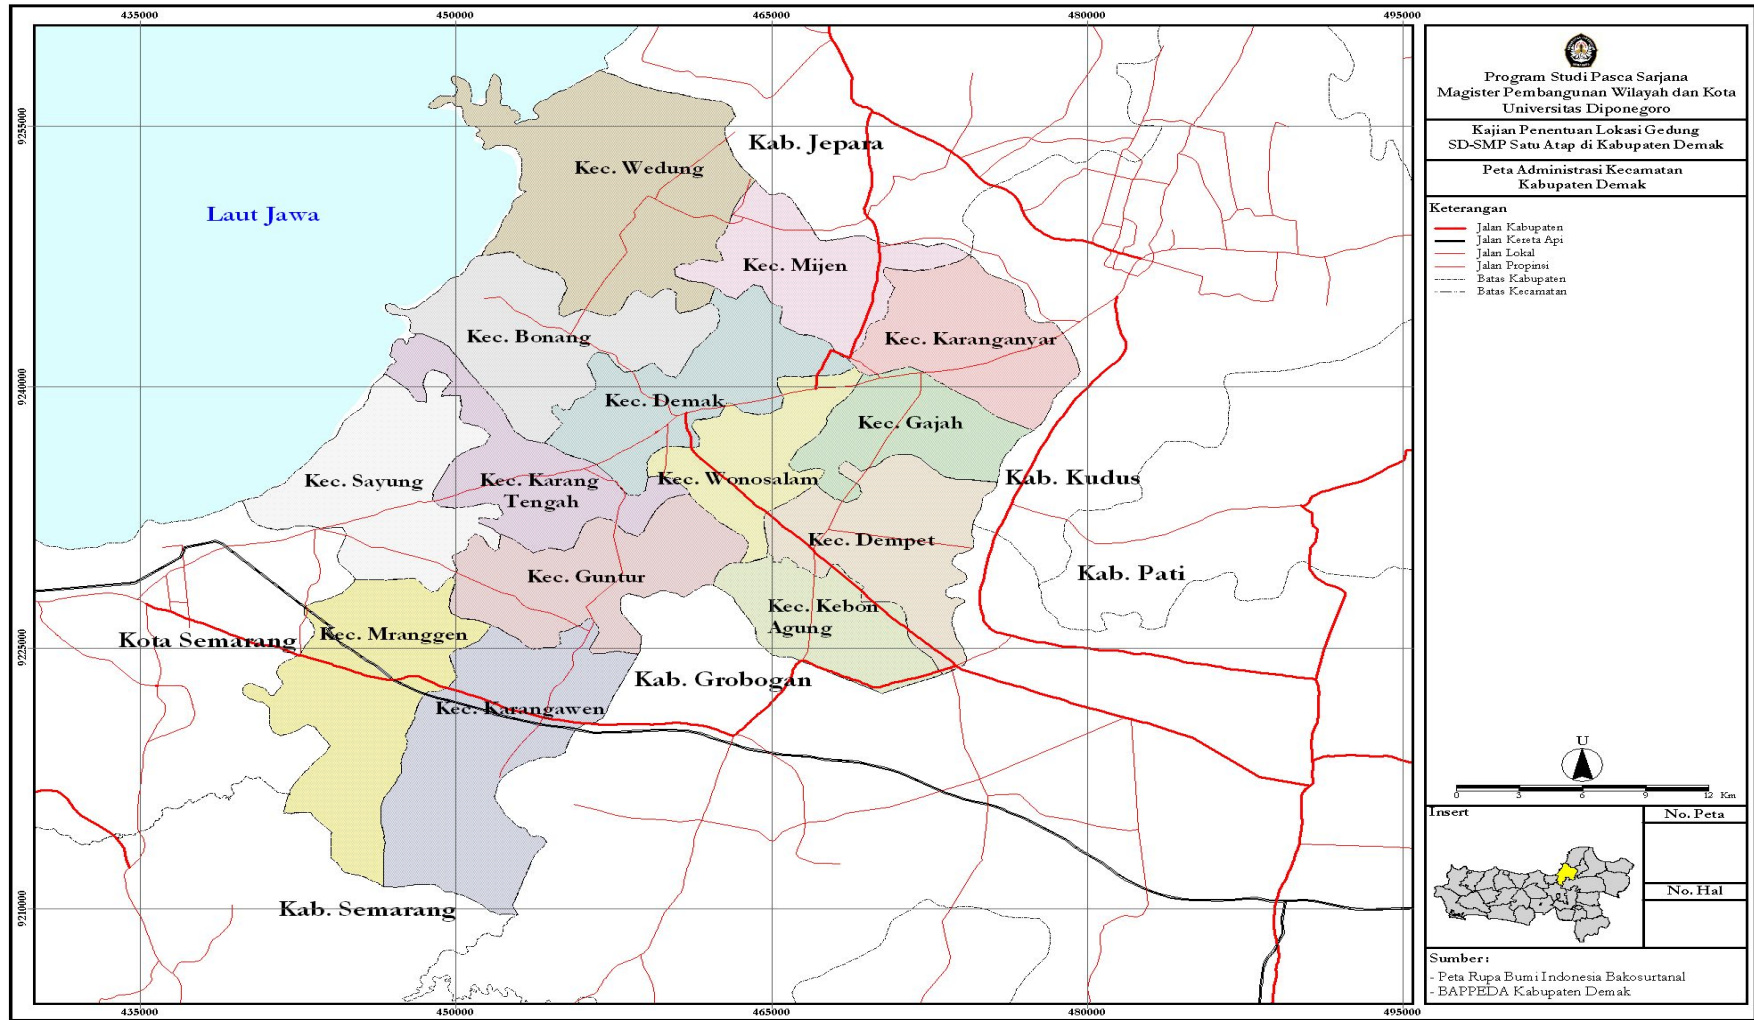 435000 450000 465000 480000 495000
9255000
9240000
9225000
9210000
Kec. Wedung
Kab. Jepara
Laut Jawa
Kec. Mijen
Kec. Bonang
Kec. Karanganyar
Kec. Demak
Kec. Gajah
Kec. Sayung
Kec. Karang
Tengah
Kec. Wonosalam
Kab. Kudus
Kec. Dempet
Kec. Guntur
Kab. Pati
Kec. Kebon
Agung
Kota Semarang
Kec. Mranggen
Kab. Grobogan
Kec. Karangawen
Kab. Semarang
435000 450000 465000 480000 495000
Program Studi Pasca Sarjana
Magister Pembangunan Wilayah dan Kota
Universitas Diponegoro
Kajian Penentuan Lokasi Gedung
SD-SMP Satu Atap di Kabupaten Demak
Peta Administrasi Kecamatan
Kabupaten Demak
Keterangan
Jalan Kabupaten
Jalan Kereta Api
Jalan Lokal
Jalan Propinsi
Batas Kabupaten
Batas Kecamatan
U
0 3 6 9 12 Km
Insert
No. Peta
No. Hal
Sumber :
- Peta Rupa Bumi Indonesia Bakosurtanal
- BAPPEDA Kabupaten Demak